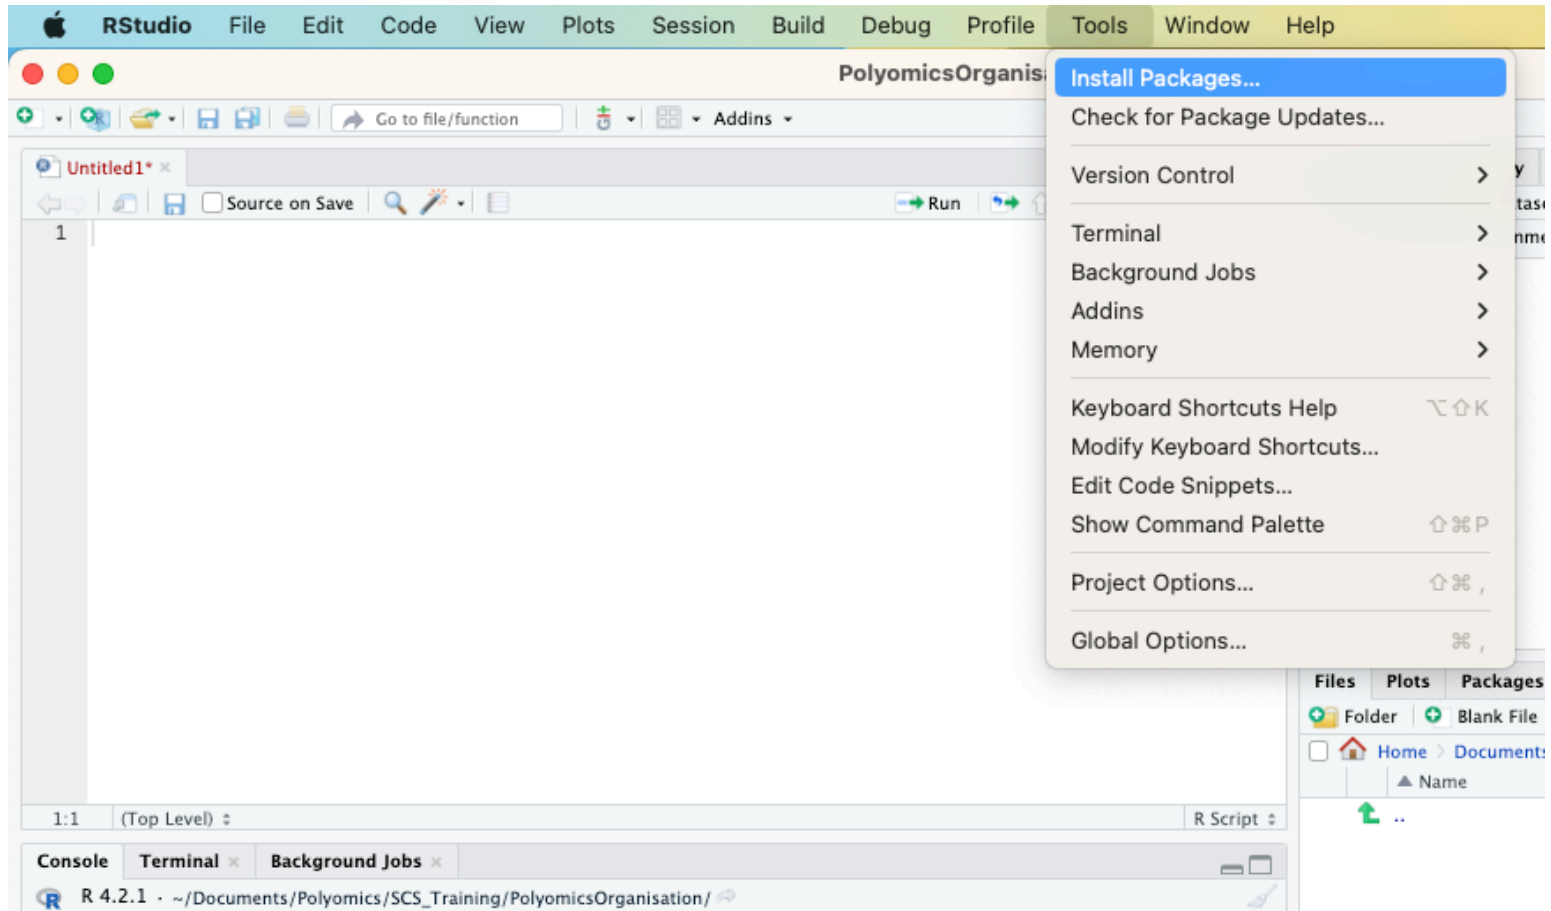 RStudio File Edit Code View Plots Session Build Debug Profile Tools Window Help
PolyomicsOrganis
Install Packages...
Check for Package Updates...
Version Control
Terminal
Background Jobs
Addins
Memory
Keyboard Shortcuts Help ⌥⇧K
Modify Keyboard Shortcuts...
Edit Code Snippets...
Show Command Palette ⇧⌘P
Project Options... ⇧⌘,
Global Options... ⌘,
Go to file/function Addins
Untitled1*
Source on Save Run
1
1:1 (Top Level) R Script
Console Terminal Background Jobs
R 4.2.1 · ~/Documents/Polyomics/SCS_Training/PolyomicsOrganisation/
y
tase
nme
Files Plots Packages
Folder Blank File
Home Documents
Name
..